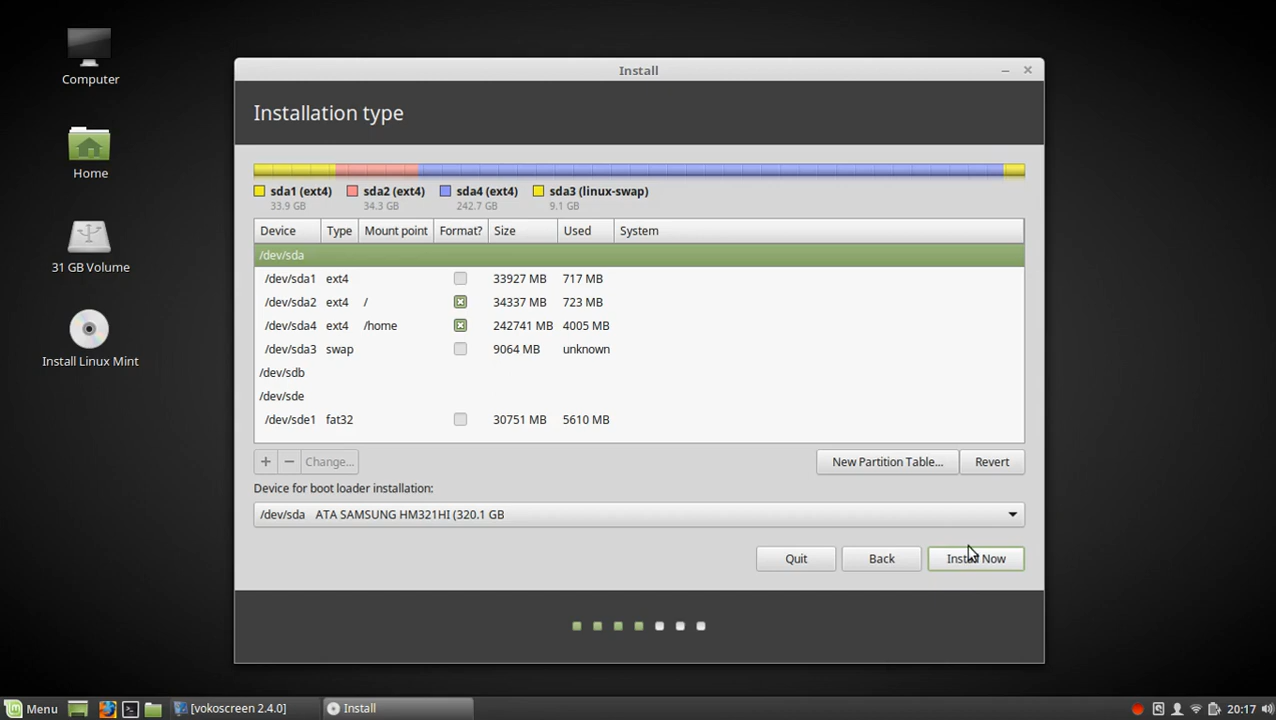 Computer
Home
31 GB Volume
Install Linux Mint
Install
Installation type
sda1 (ext4) sda2 (ext4) sda4 (ext4) sda3 (linux-swap)
33.9 GB 34.3 GB 242.7 GB 9.1 GB
Device Type Mount point Format? Size Used System
/dev/sda
/dev/sda1 ext4 33927 MB 717 MB
/dev/sda2 ext4 / 34337 MB 723 MB
/dev/sda4 ext4 /home 242741 MB 4005 MB
/dev/sda3 swap 9064 MB unknown
/dev/sdb
/dev/sde
/dev/sde1 fat32 30751 MB 5610 MB
+ − Change... New Partition Table... Revert
Device for boot loader installation:
/dev/sda ATA SAMSUNG HM321HI (320.1 GB
Quit Back Install Now
Menu [vokoscreen 2.4.0] Install 20:17